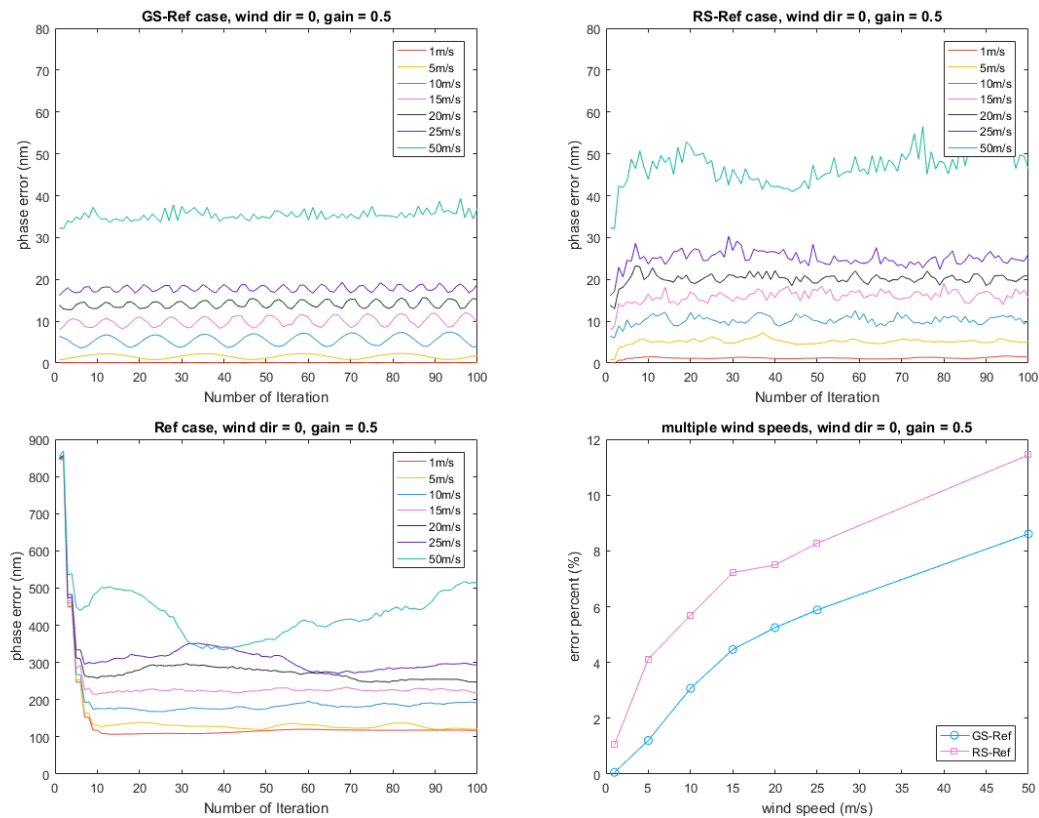 GS-Ref case, wind dir = 0, gain = 0.5
80
70
60
50
40
30
20
10
0
phase error (nm)
1m/s
5m/s
10m/s
15m/s
20m/s
25m/s
50m/s
0 10 20 30 40 50 60 70 80 90 100
Number of Iteration
RS-Ref case, wind dir = 0, gain = 0.5
80
70
60
50
40
30
20
10
0
phase error (nm)
1m/s
5m/s
10m/s
15m/s
20m/s
25m/s
50m/s
0 10 20 30 40 50 60 70 80 90 100
Number of Iteration
Ref case, wind dir = 0, gain = 0.5
900
800
700
600
500
400
300
200
100
0
phase error (nm)
1m/s
5m/s
10m/s
15m/s
20m/s
25m/s
50m/s
0 10 20 30 40 50 60 70 80 90 100
Number of Iteration
multiple wind speeds, wind dir = 0, gain = 0.5
12
10
8
6
4
2
0
error percent (%)
GS-Ref
RS-Ref
0 5 10 15 20 25 30 35 40 45 50
wind speed (m/s)